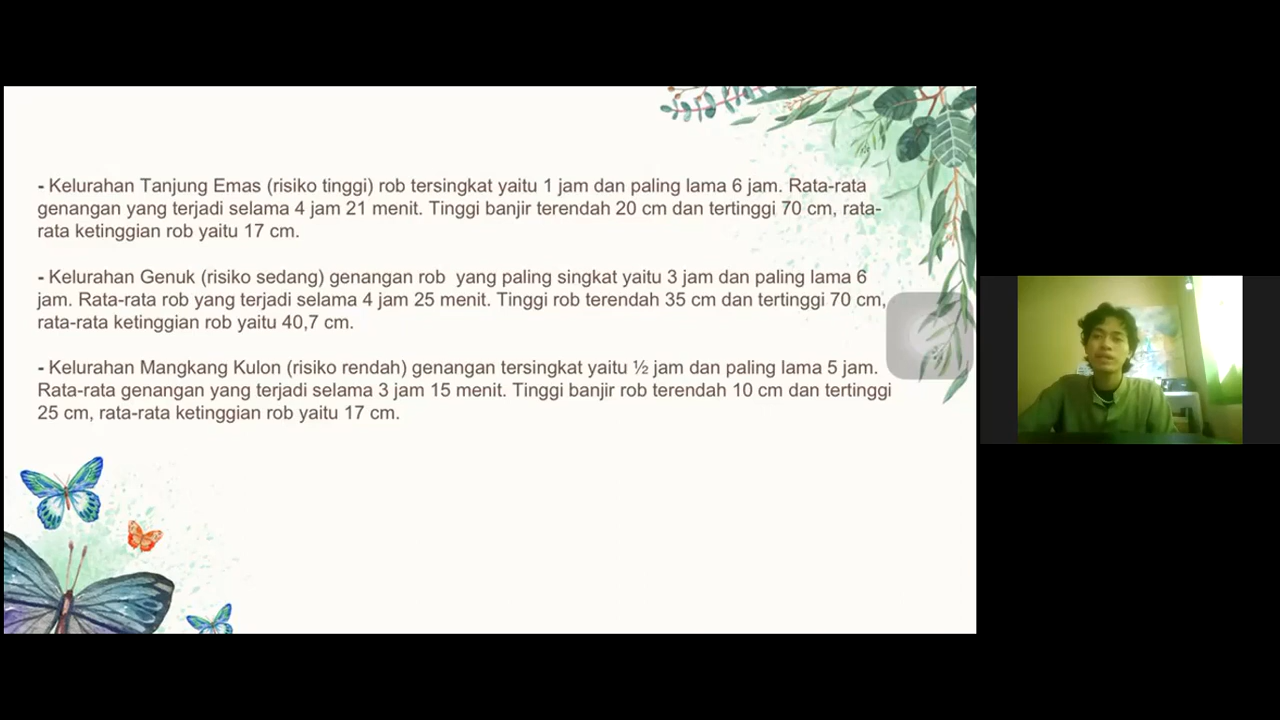 - Kelurahan Tanjung Emas (risiko tinggi) rob tersingkat yaitu 1 jam dan paling lama 6 jam. Rata-rata
genangan yang terjadi selama 4 jam 21 menit. Tinggi banjir terendah 20 cm dan tertinggi 70 cm, rata-
rata ketinggian rob yaitu 17 cm.
- Kelurahan Genuk (risiko sedang) genangan rob  yang paling singkat yaitu 3 jam dan paling lama 6
jam. Rata-rata rob yang terjadi selama 4 jam 25 menit. Tinggi rob terendah 35 cm dan tertinggi 70 cm,
rata-rata ketinggian rob yaitu 40,7 cm.
- Kelurahan Mangkang Kulon (risiko rendah) genangan tersingkat yaitu ½ jam dan paling lama 5 jam.
Rata-rata genangan yang terjadi selama 3 jam 15 menit. Tinggi banjir rob terendah 10 cm dan tertinggi
25 cm, rata-rata ketinggian rob yaitu 17 cm.